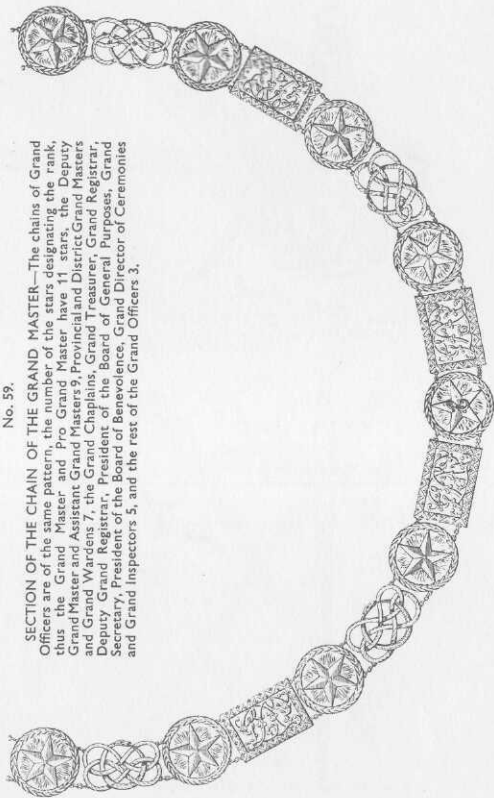 No. 59.
SECTION OF THE CHAIN OF THE GRAND MASTER—The chains of Grand
Officers are of the same pattern, the number of the stars designating the rank,
thus the Grand Master and Pro Grand Master have 11 stars, the Deputy
Grand Master and Assistant Grand Masters 9, Provincial and District Grand Masters
and Grand Wardens 7, the Grand Chaplains, Grand Treasurer, Grand Registrar,
Deputy Grand Registrar, President of the Board of General Purposes, Grand
Secretary, President of the Board of Benevolence, Grand Director of Ceremonies
and Grand Inspectors 5, and the rest of the Grand Officers 3.